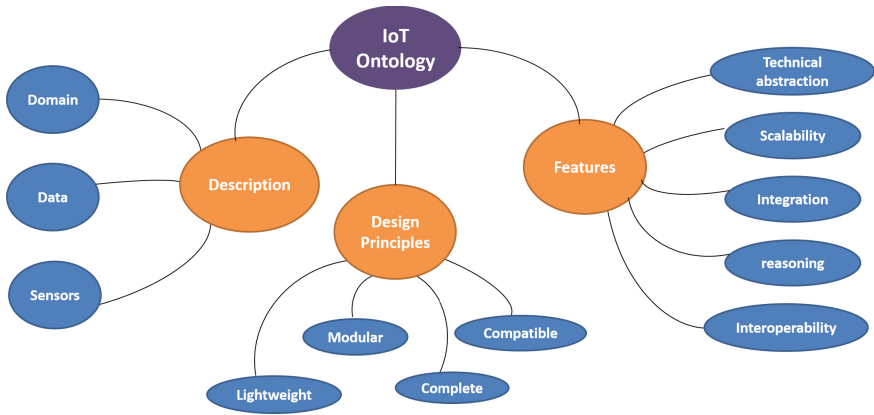 IoT
Ontology
Domain
Data
Sensors
Description
Design
Principles
Lightweight
Modular
Complete
Compatible
Features
Technical
abstraction
Scalability
Integration
reasoning
Interoperability